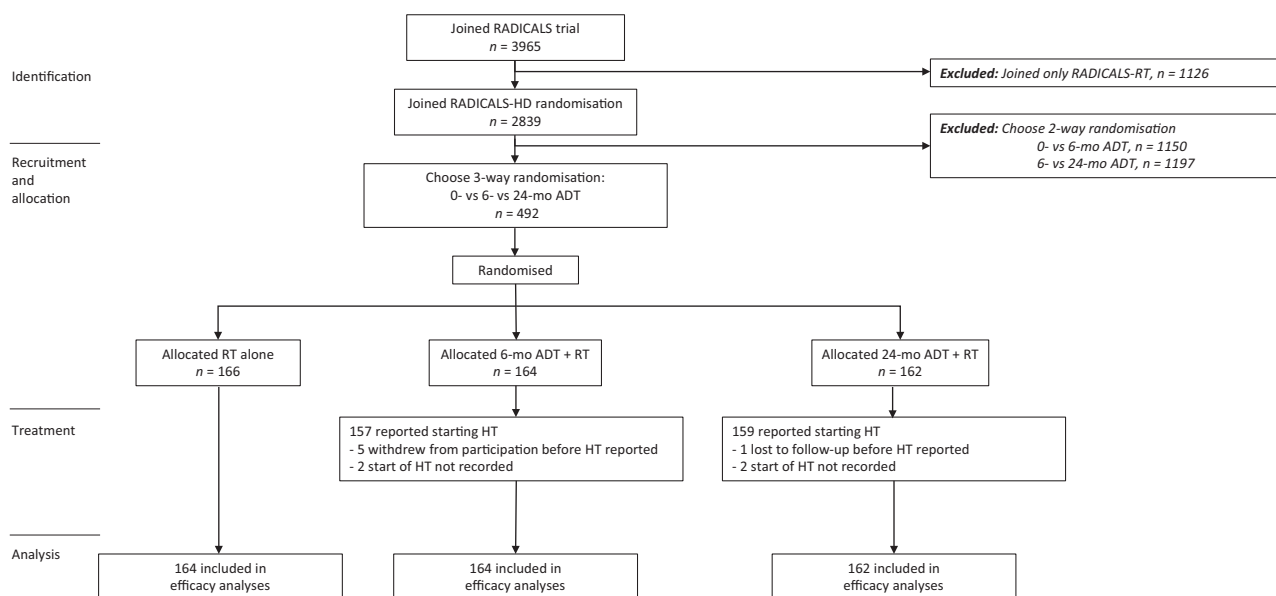 Joined RADICALS trial
n = 3965
Identification
Excluded: Joined only RADICALS-RT, n = 1126
Joined RADICALS-HD randomisation
n = 2839
Excluded: Choose 2-way randomisation
0- vs 6-mo ADT, n = 1150
6- vs 24-mo ADT, n = 1197
Recruitment
and
allocation
Choose 3-way randomisation:
0- vs 6- vs 24-mo ADT
n = 492
Randomised
Allocated RT alone
n = 166
Allocated 6-mo ADT + RT
n = 164
Allocated 24-mo ADT + RT
n = 162
Treatment
157 reported starting HT
- 5 withdrew from participation before HT reported
- 2 start of HT not recorded
159 reported starting HT
- 1 lost to follow-up before HT reported
- 2 start of HT not recorded
Analysis
164 included in
efficacy analyses
164 included in
efficacy analyses
162 included in
efficacy analyses